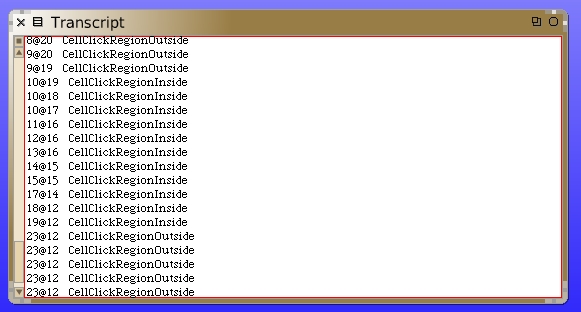 Transcript
8@20 CellClickRegionOutside
9@20 CellClickRegionOutside
9@19 CellClickRegionOutside
10@19 CellClickRegionInside
10@18 CellClickRegionInside
10@17 CellClickRegionInside
11@16 CellClickRegionInside
12@16 CellClickRegionInside
13@16 CellClickRegionInside
14@15 CellClickRegionInside
15@15 CellClickRegionInside
17@14 CellClickRegionInside
18@12 CellClickRegionInside
19@12 CellClickRegionInside
23@12 CellClickRegionOutside
23@12 CellClickRegionOutside
23@12 CellClickRegionOutside
23@12 CellClickRegionOutside
23@12 CellClickRegionOutside